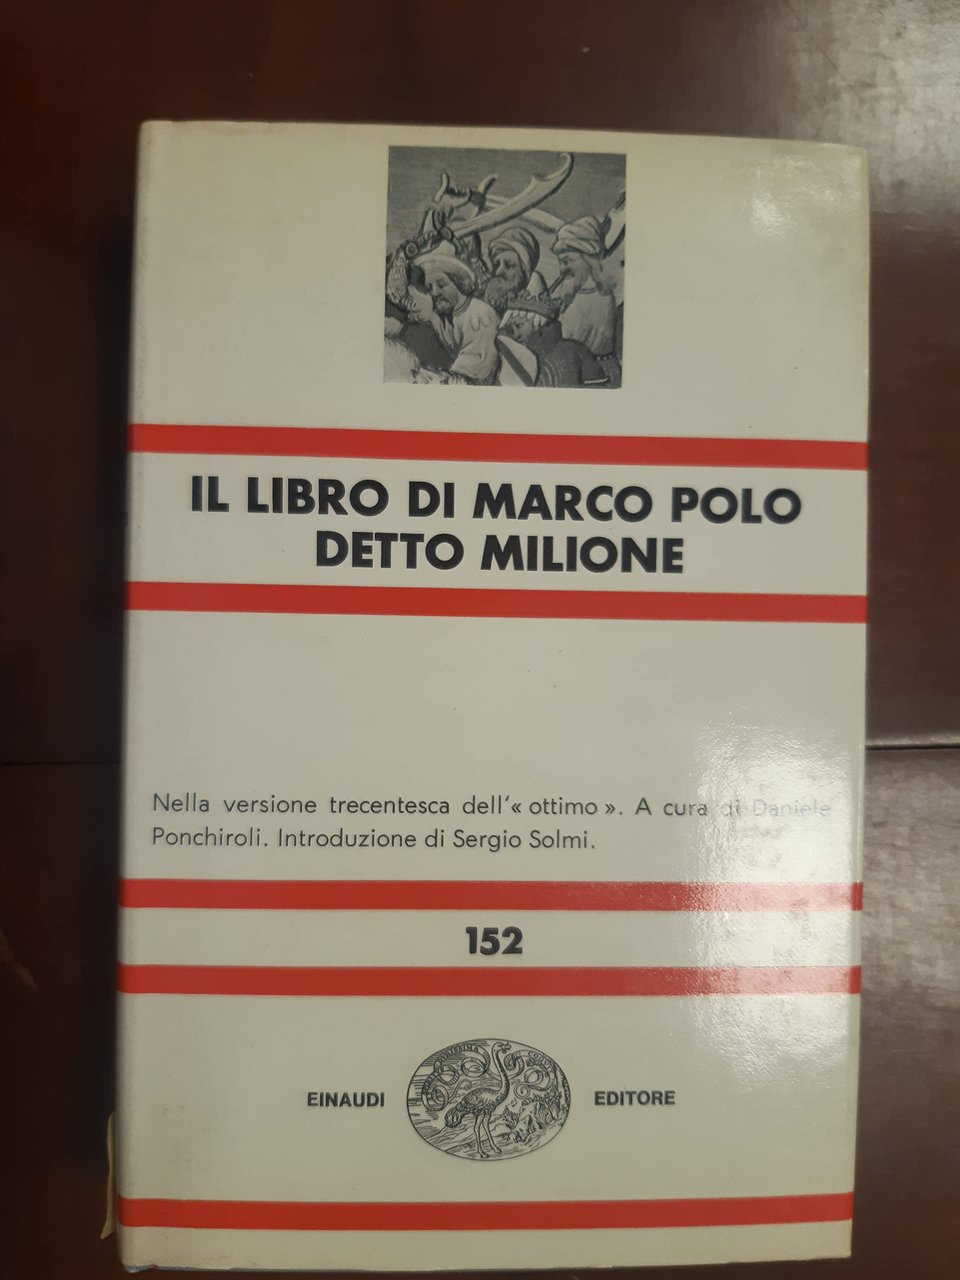 IL LIBRO DI MARCO POLO
DETTO MILIONE
Nella versione trecentesca dell'« ottimo ». A cura di Daniele
Ponchiroli. Introduzione di Sergio Solmi.
152
EINAUDI EDITORE